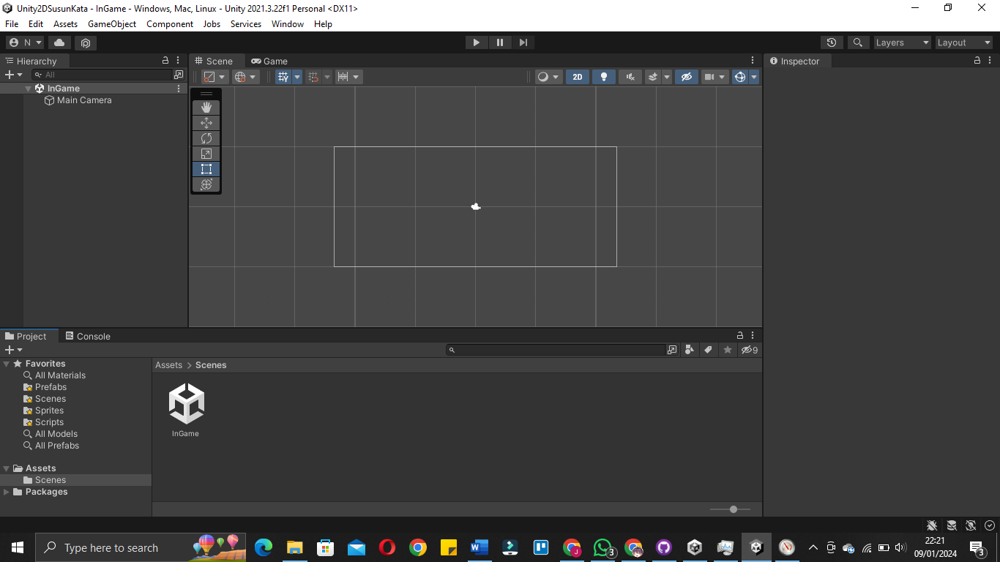 Unity2DSusunKata - InGame - Windows, Mac, Linux - Unity 2021.3.22f1 Personal <DX11>
File Edit Assets GameObject Component Jobs Services Window Help
N Layers Layout
Hierarchy
All
InGame
Main Camera
Scene Game
2D
Inspector
Project Console
9
Favorites
All Materials
Prefabs
Scenes
Sprites
Scripts
All Models
All Prefabs
Assets
Scenes
Packages
Assets > Scenes
InGame
Type here to search
W
J
3
22:21
09/01/2024
3